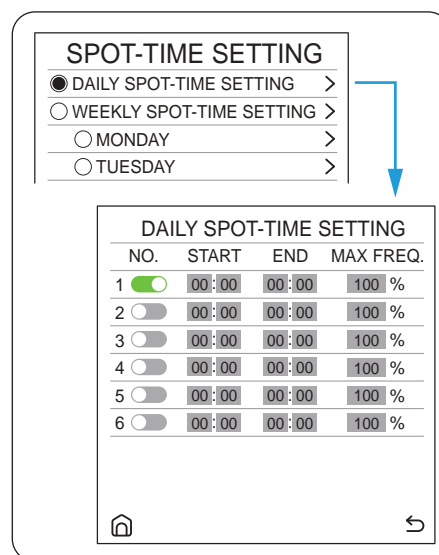 SPOT-TIME SETTING
DAILY SPOT-TIME SETTING >
WEEKLY SPOT-TIME SETTING >
MONDAY >
TUESDAY >
DAILY SPOT-TIME SETTING
NO. START END MAX FREQ.
1 00:00 00:00 100 %
2 00:00 00:00 100 %
3 00:00 00:00 100 %
4 00:00 00:00 100 %
5 00:00 00:00 100 %
6 00:00 00:00 100 %